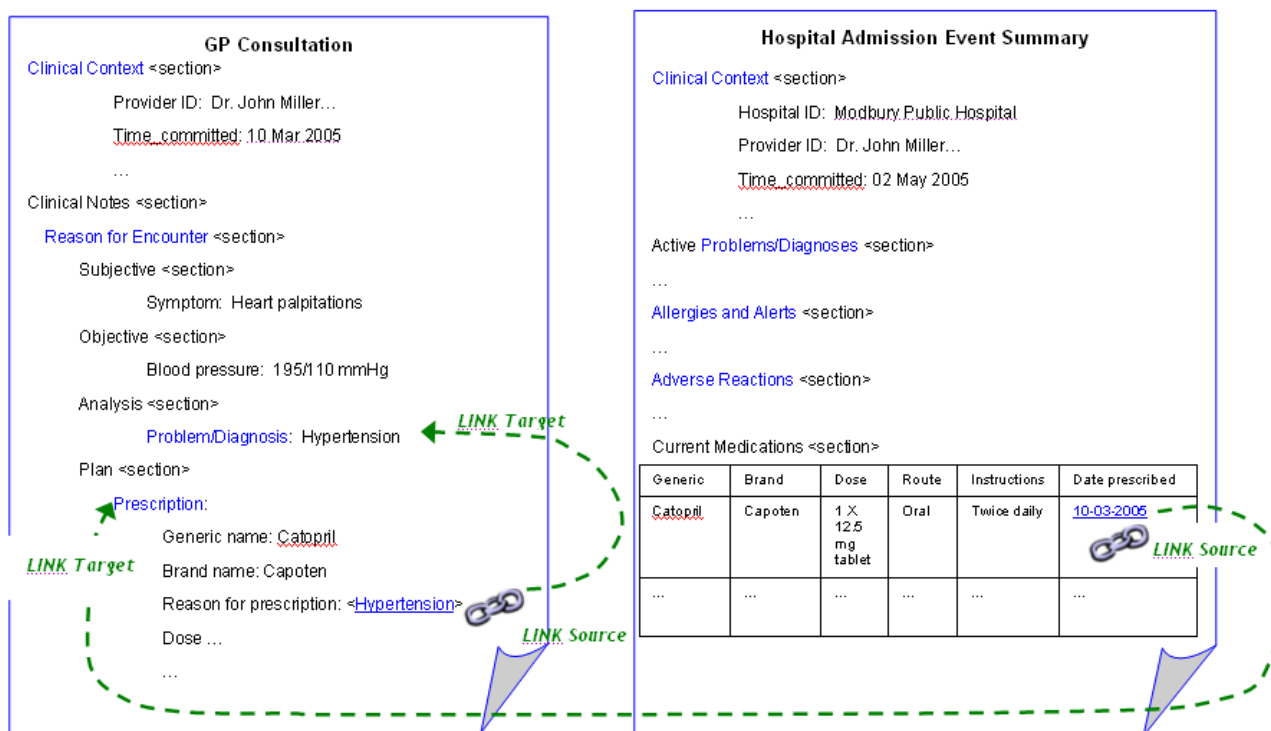 GP Consultation
Clinical Context <section>
Provider ID: Dr. John Miller...
Time_committed: 10 Mar 2005
...
Clinical Notes <section>
Reason for Encounter <section>
Subjective <section>
Symptom: Heart palpitations
Objective <section>
Blood pressure: 195/110 mmHg
Analysis <section>
Problem/Diagnosis: Hypertension
LINK Target
Plan <section>
Prescription:
Generic name: Catopril
LINK Target
Brand name: Capoten
Reason for prescription: <Hypertension>
LINK Source
Dose ...
...
Hospital Admission Event Summary
Clinical Context <section>
Hospital ID: Modbury Public Hospital
Provider ID: Dr. John Miller...
Time_committed: 02 May 2005
...
Active Problems/Diagnoses <section>
...
Allergies and Alerts <section>
...
Adverse Reactions <section>
...
Current Medications <section>
Generic Brand Dose Route Instructions Date prescribed
Catopril Capoten 1 X 12.5 mg tablet Oral Twice daily 10-03-2005
LINK Source
... ... ... ... ... ...